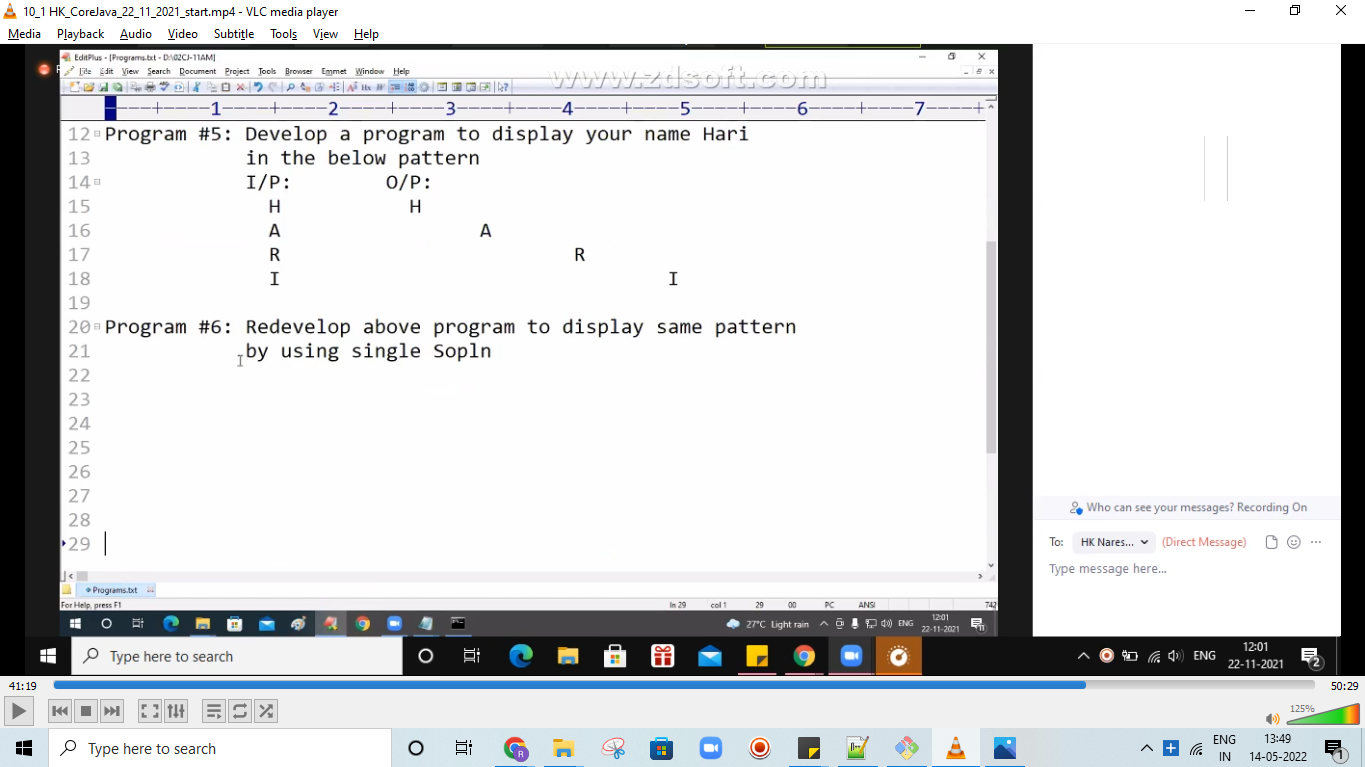 10_1 HK_CoreJava_22_11_2021_start.mp4 - VLC media player
Media Playback Audio Video Subtitle Tools View Help
EditPlus - [Programs.txt - D:\02CJ-11AM]
www.zdsoft.com
File Edit View Search Document Project Tools Browser Emmet Window Help
1 2 3 4 5 6 7
12 Program #5: Develop a program to display your name Hari
13 in the below pattern
14 I/P: O/P:
15 H H
16 A A
17 R R
18 I I
19
20 Program #6: Redevelop above program to display same pattern
21 by using single Sopln
22
23
24
25
26
27
28
29
Who can see your messages? Recording On
To: HK Nares... (Direct Message)
Type message here...
Programs.txt
For Help, press F1 ln 29 col 1 29 00 PC ANSI 742
27°C Light rain ENG 12:01
22-11-2021
Type here to search ENG 12:01
22-11-2021 2
41:19 50:29
125%
Type here to search ENG 13:49
IN 14-05-2022 1